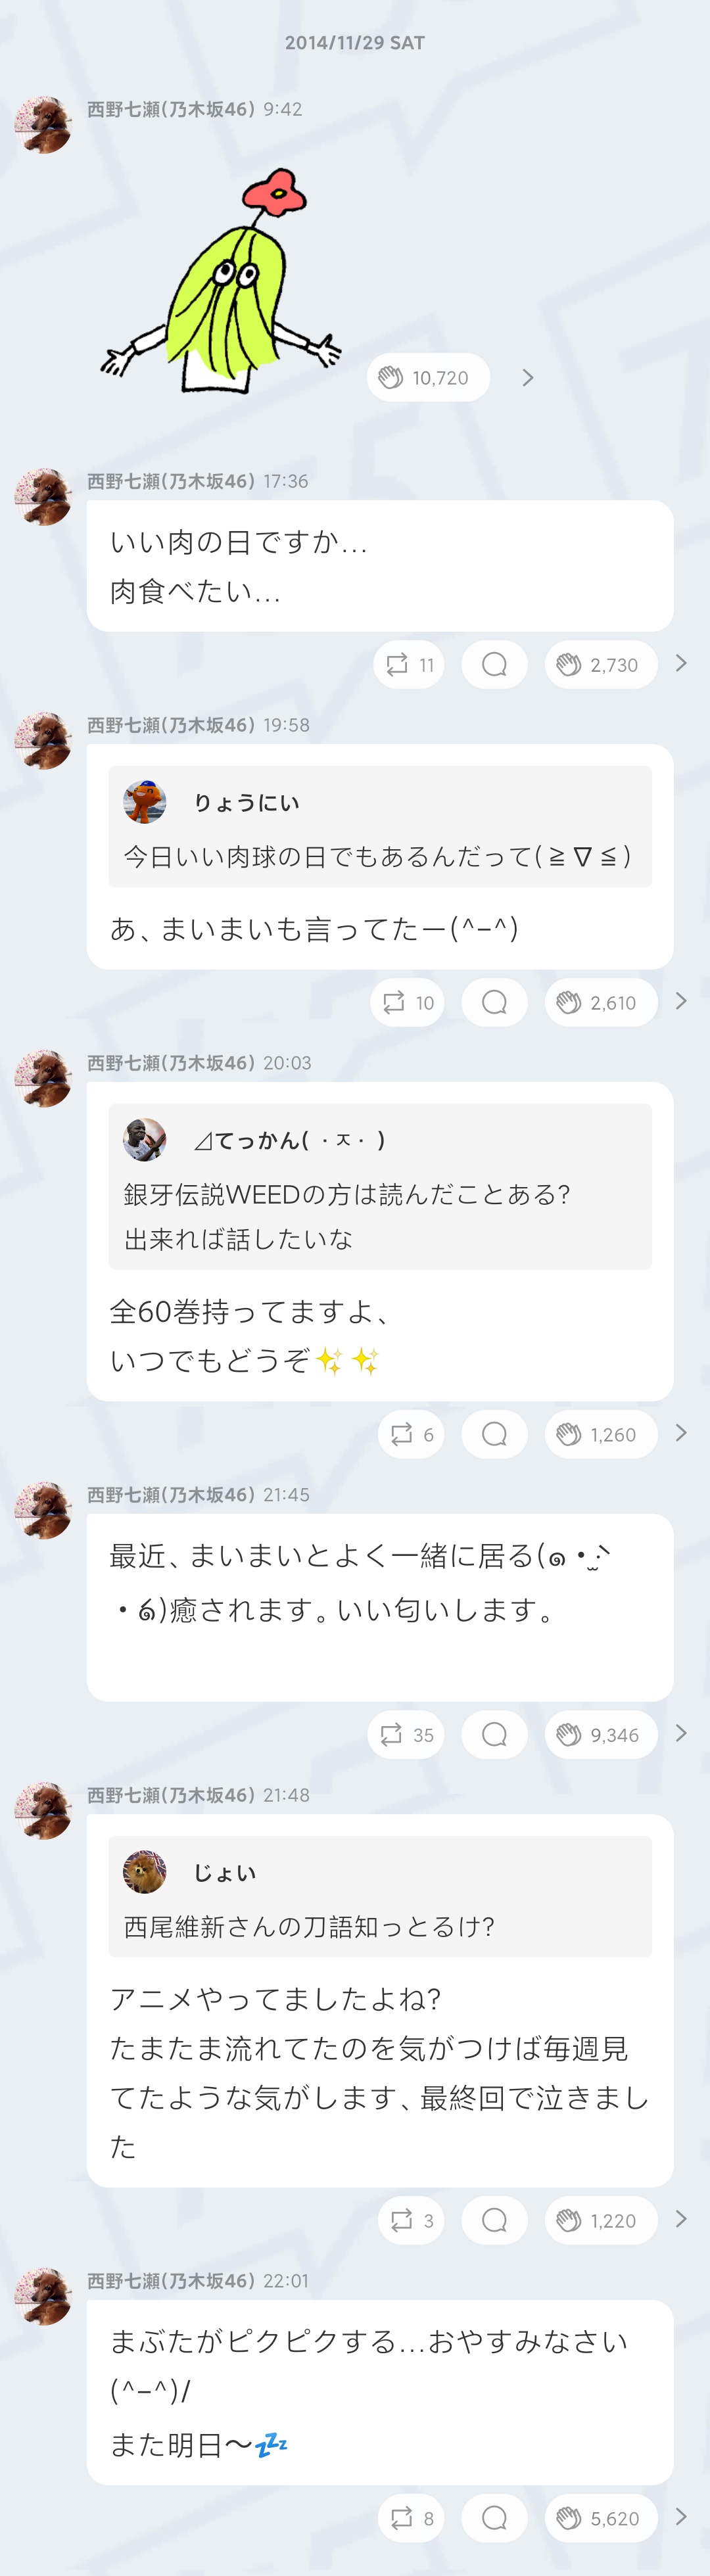 2014/11/29 SAT
西野七瀬(乃木坂46) 9:42
10,720
西野七瀬(乃木坂46) 17:36
いい肉の日ですか...
肉食べたい...
11
2,730
西野七瀬(乃木坂46) 19:58
りょうにい
今日いい肉球の日でもあるんだって(≧∇≦)
あ、まいまいも言ってたー(^-^)
10
2,610
西野七瀬(乃木坂46) 20:03
⊿てっかん( ・ㅈ・ )
銀牙伝説WEEDの方は読んだことある?
出来れば話したいな
全60巻持ってますよ、
いつでもどうぞ✨✨
6
1,260
西野七瀬(乃木坂46) 21:45
最近、まいまいとよく一緒に居る(๑•̫·̀
・໒)癒されます。いい匂いします。
35
9,346
西野七瀬(乃木坂46) 21:48
じょい
西尾維新さんの刀語知っとるけ?
アニメやってましたよね?
たまたま流れてたのを気がつけば毎週見
てたような気がします、最終回で泣きまし
た
3
1,220
西野七瀬(乃木坂46) 22:01
まぶたがピクピクする...おやすみなさい
(^-^)/
また明日〜💤
8
5,620